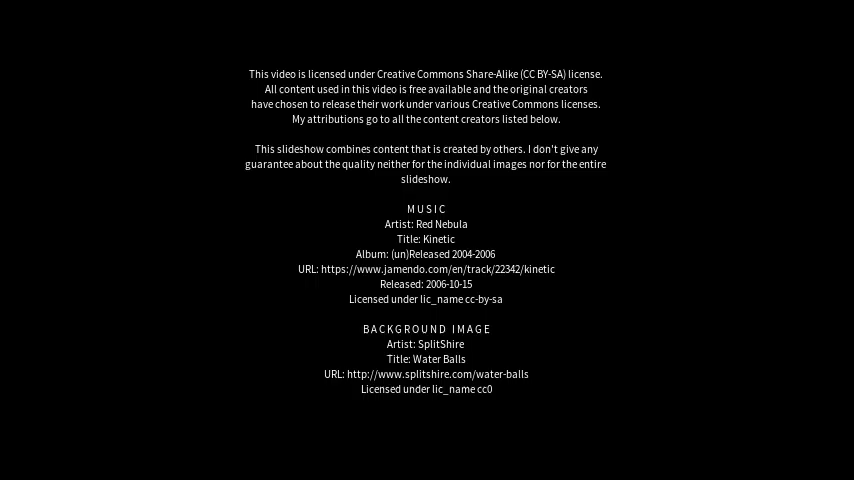 This video is licensed under Creative Commons Share-Alike (CC BY-SA) license.
All content used in this video is free available and the original creators
have chosen to release their work under various Creative Commons licenses.
My attributions go to all the content creators listed below.
This slideshow combines content that is created by others. I don't give any
guarantee about the quality neither for the individual images nor for the entire
slideshow.
MUSIC
Artist: Red Nebula
Title: Kinetic
Album: (un)Released 2004-2006
URL: https://www.jamendo.com/en/track/22342/kinetic
Released: 2006-10-15
Licensed under lic_name cc-by-sa
BACKGROUND IMAGE
Artist: SplitShire
Title: Water Balls
URL: http://www.splitshire.com/water-balls
Licensed under lic_name cc0